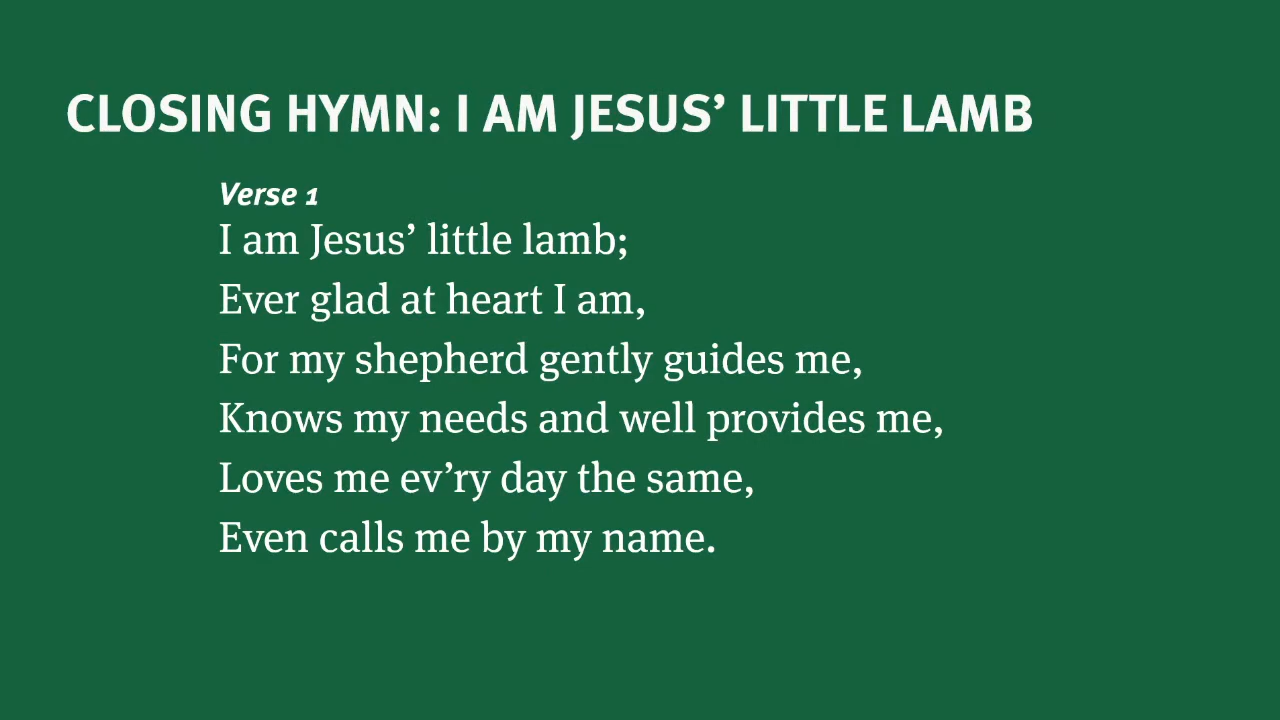 CLOSING HYMN: I AM JESUS’ LITTLE LAMB
Verse 1
I am Jesus’ little lamb;
Ever glad at heart I am,
For my shepherd gently guides me,
Knows my needs and well provides me,
Loves me ev’ry day the same,
Even calls me by my name.